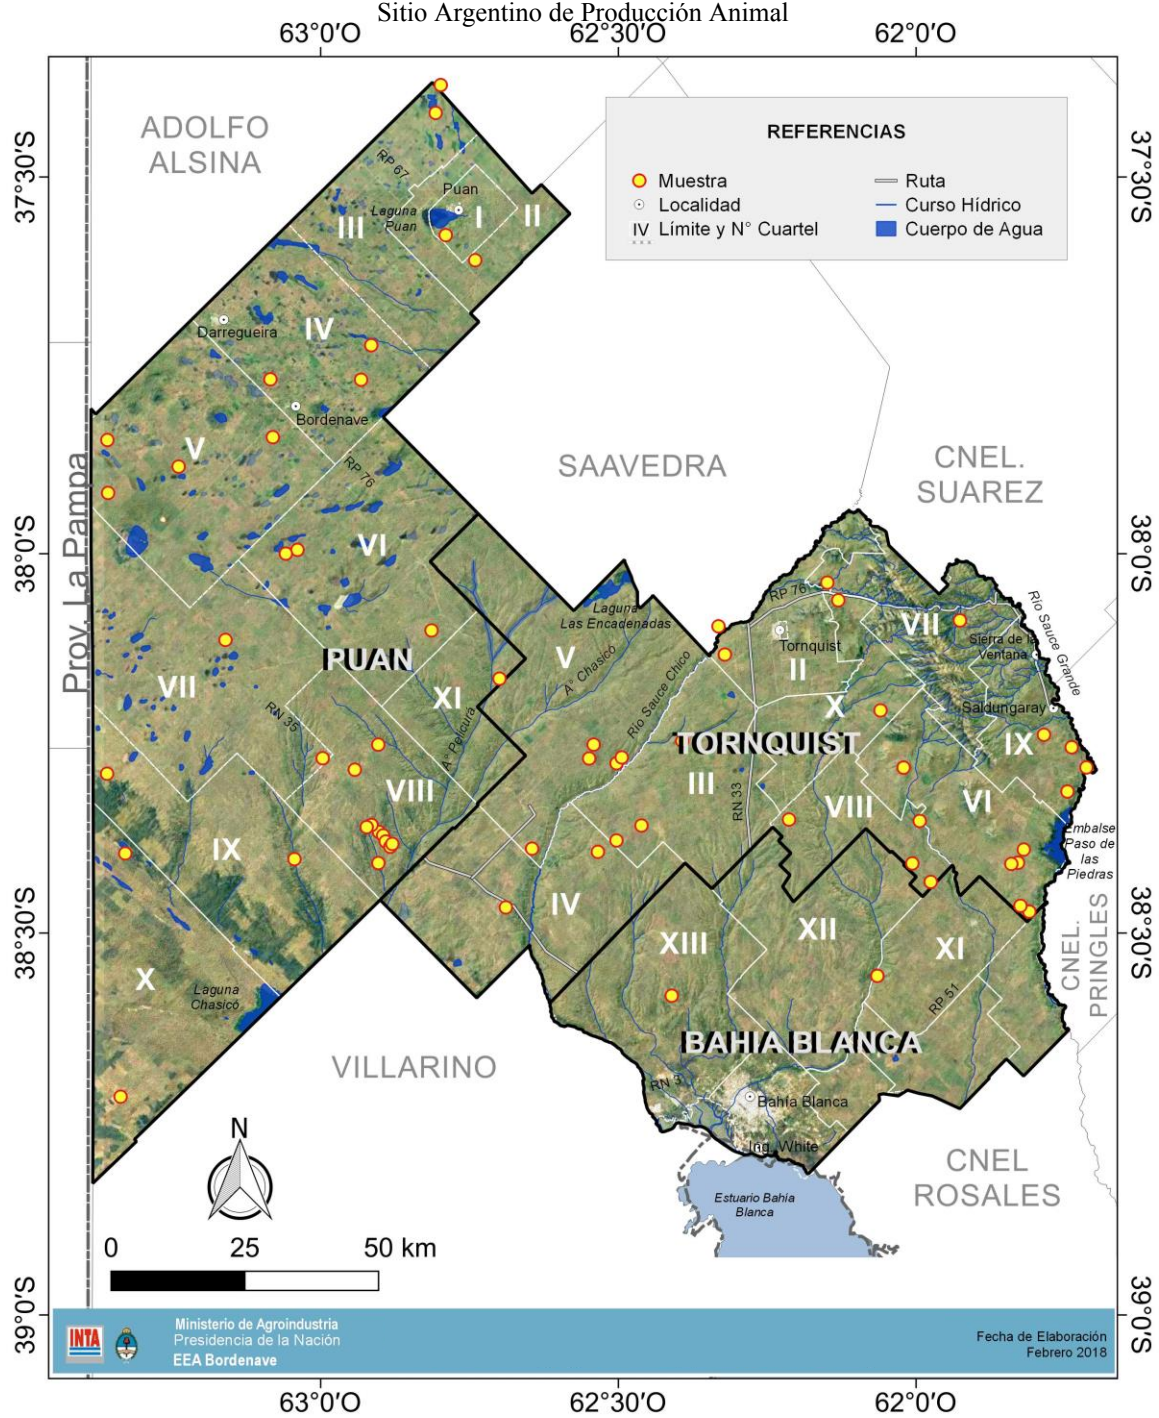 Sitio Argentino de Producción Animal
63°0'O
62°30'O
62°0'O
37°30'S
38°0'S
38°30'S
39°0'S
37°30'S
38°0'S
38°30'S
39°0'S
ADOLFO
ALSINA
REFERENCIAS
Muestra
Localidad
IV Límite y N° Cuartel
Ruta
Curso Hídrico
Cuerpo de Agua
RP 67
Puan
Laguna
Puan
I
II
III
IV
Darregueira
Bordenave
V
RP 76
VI
Prov. La Pampa
SAAVEDRA
CNEL.
SUAREZ
PUAN
VII
XI
RN 35
A° Pelicura
VIII
IX
X
Laguna
Chasicó
Laguna
Las Encadenadas
V
A° Chasicó
Río Sauce Chico
RP 76
Tornquist
II
VII
Sierra de la
Ventana
Río Sauce Grande
Saldungaray
X
IX
TORNQUIST
III
RN 33
VIII
VI
Embalse
Paso de
las
Piedras
IV
CNEL.
PRINGLES
XIII
XII
XI
RP 51
BAHIA BLANCA
RN 3
Bahía Blanca
Ing. White
Estuario Bahía
Blanca
VILLARINO
CNEL
ROSALES
N
0
25
50 km
INTA
Ministerio de Agroindustria
Presidencia de la Nación
EEA Bordenave
Fecha de Elaboración
Febrero 2018
63°0'O
62°30'O
62°0'O